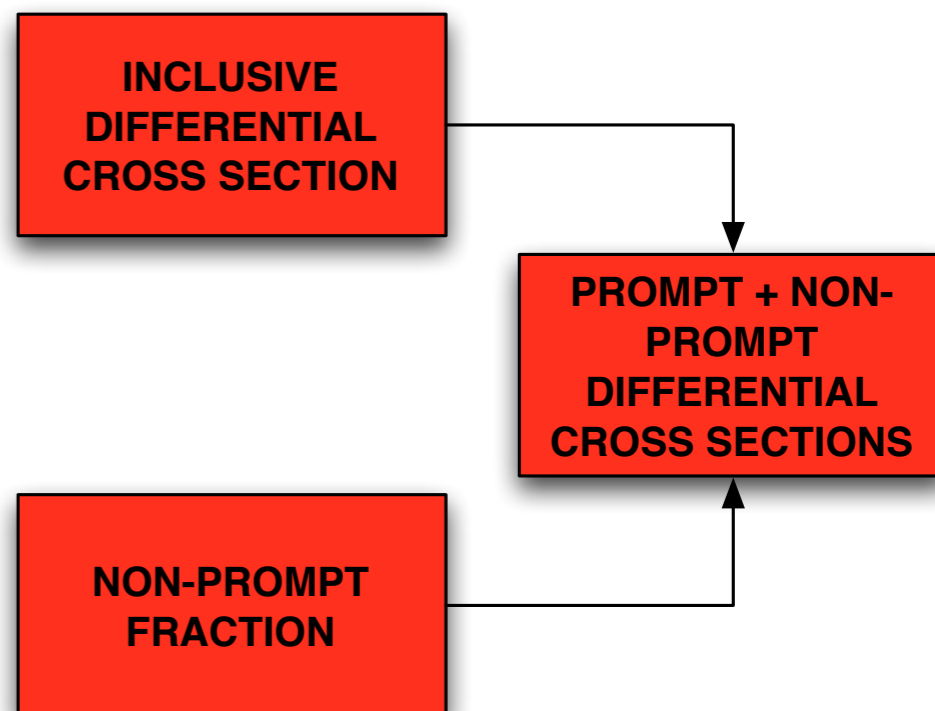 INCLUSIVE
DIFFERENTIAL
CROSS SECTION
PROMPT + NON-
PROMPT
DIFFERENTIAL
CROSS SECTIONS
NON-PROMPT
FRACTION